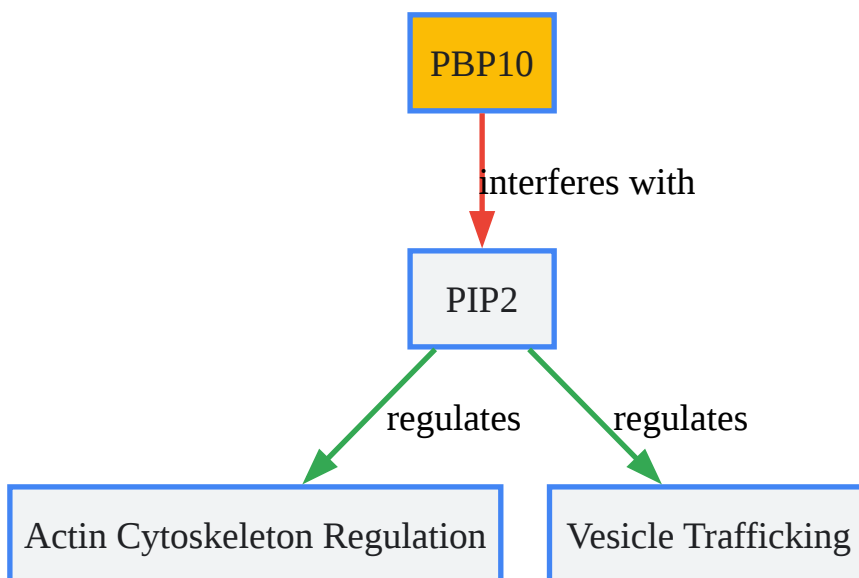 PBP10
interferes with
PIP2
regulates
regulates
Actin Cytoskeleton Regulation
Vesicle Trafficking